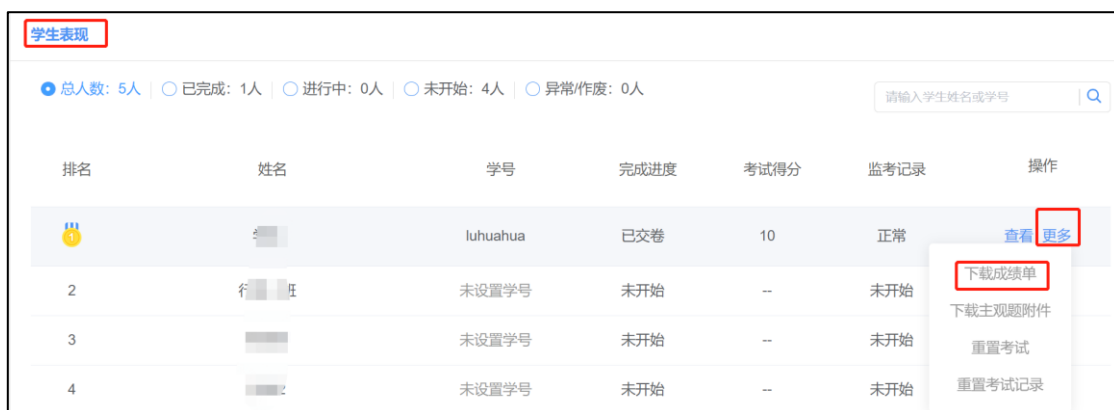 学生表现
总人数：5人 已完成：1人 进行中：0人 未开始：4人 异常/作废：0人
请输入学生姓名或学号
排名 姓名 学号 完成进度 考试得分 监考记录 操作
1 luhuahua 已交卷 10 正常 查看 更多
下载成绩单
2 行 班 未设置学号 未开始 -- 未开始
下载主观题附件
3 未设置学号 未开始 -- 未开始
重置考试
4 未设置学号 未开始 -- 未开始
重置考试记录